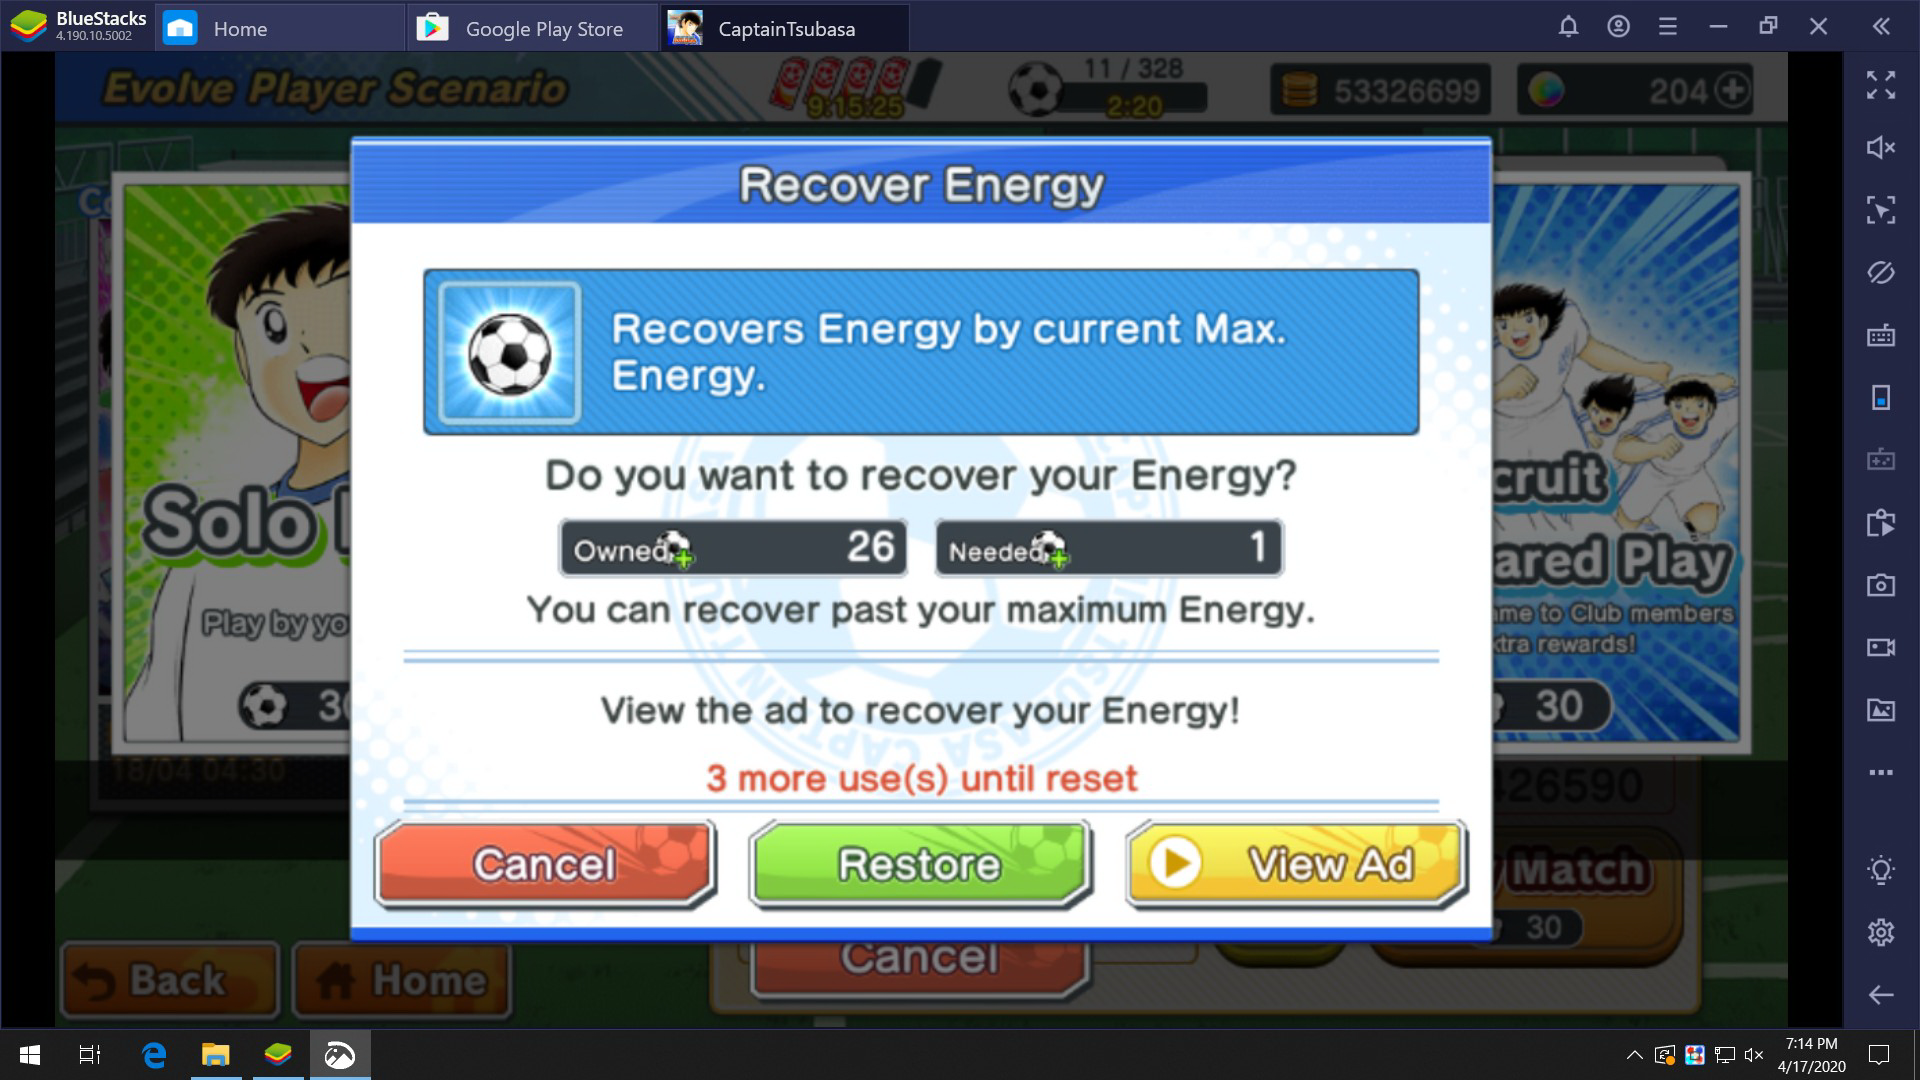 BlueStacks
4.190.10.5002
Home
Google Play Store
CaptainTsubasa
Evolve Player Scenario
9:15:25
11 / 328
2:20
53326699
204
Recover Energy
Recovers Energy by current Max.
Energy.
Do you want to recover your Energy?
Owned 26
Needed 1
You can recover past your maximum Energy.
View the ad to recover your Energy!
3 more use(s) until reset
Cancel
Restore
View Ad
Solo
Play by yo
30
18/04 04:30
cruit
ared Play
me to Club members
xtra rewards!
30
426590
Match
30
Cancel
Back
Home
CAPTAIN TSUBASA
7:14 PM
4/17/2020